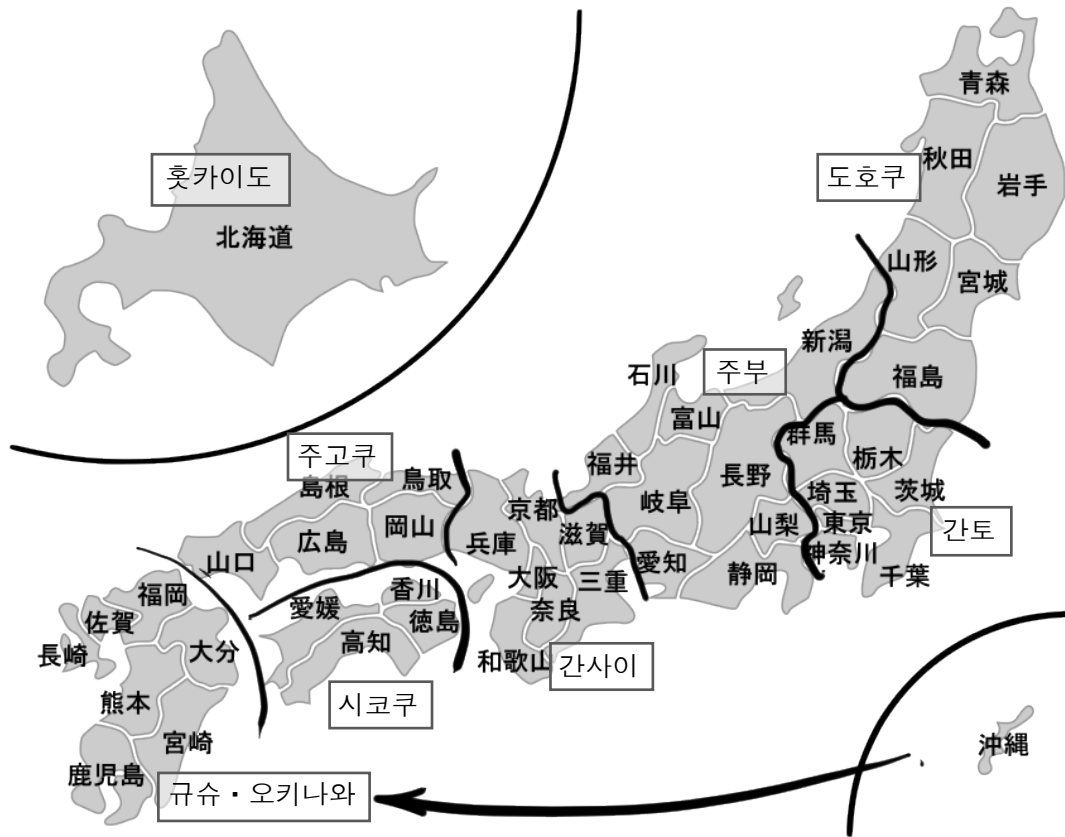 홋카이도
北海道
青森
도호쿠
秋田
岩手
山形
宮城
新潟
福島
주부
石川
富山
群馬
栃木
福井
長野
岐阜
埼玉
茨城
山梨
東京
간토
神奈川
千葉
静岡
愛知
주고쿠
島根
鳥取
京都
滋賀
岡山
兵庫
広島
山口
大阪
三重
奈良
和歌山
간사이
香川
愛媛
徳島
高知
시코쿠
福岡
佐賀
長崎
大分
熊本
宮崎
鹿児島
규슈・오키나와
沖縄